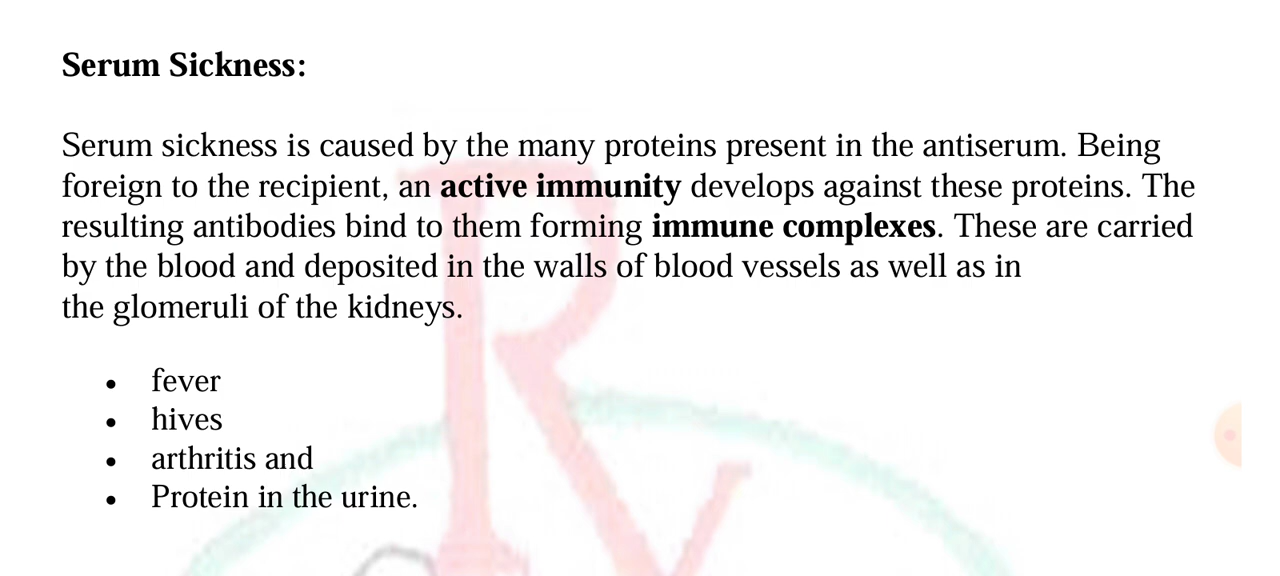 Serum Sickness:
Serum sickness is caused by the many proteins present in the antiserum. Being
foreign to the recipient, an active immunity develops against these proteins. The
resulting antibodies bind to them forming immune complexes. These are carried
by the blood and deposited in the walls of blood vessels as well as in
the glomeruli of the kidneys.
• fever
• hives
• arthritis and
• Protein in the urine.